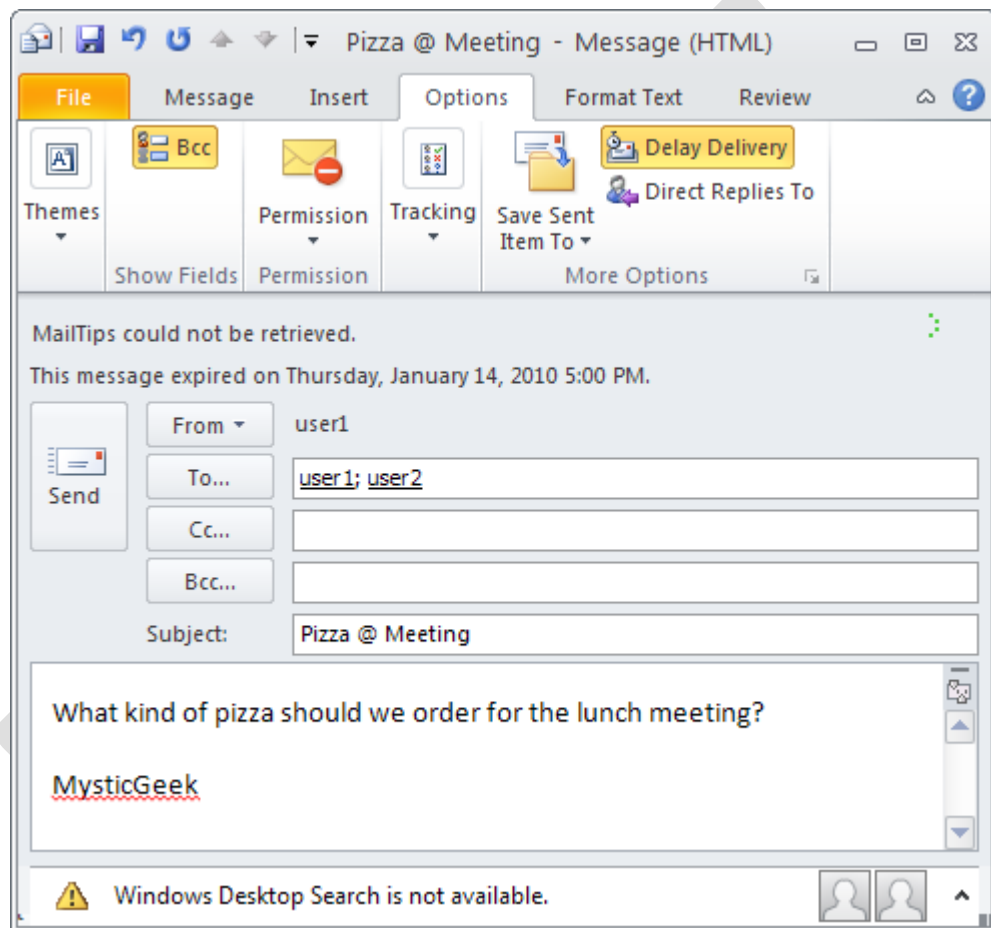 Pizza @ Meeting - Message (HTML)
File Message Insert Options Format Text Review
Themes
Bcc
Show Fields
Permission
Permission
Tracking
Save Sent
Item To
Delay Delivery
Direct Replies To
More Options
MailTips could not be retrieved.
This message expired on Thursday, January 14, 2010 5:00 PM.
Send
From user1
To... user1; user2
Cc...
Bcc...
Subject: Pizza @ Meeting
What kind of pizza should we order for the lunch meeting?
MysticGeek
Windows Desktop Search is not available.